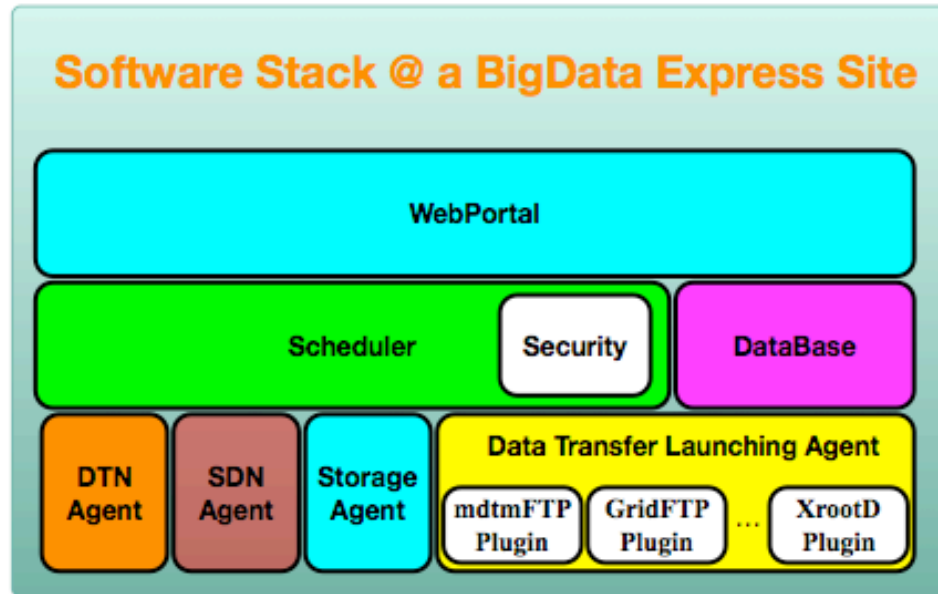 Software Stack @ a BigData Express Site
WebPortal
Scheduler
Security
DataBase
DTN
Agent
SDN
Agent
Storage
Agent
Data Transfer Launching Agent
mdtmFTP
Plugin
GridFTP
Plugin
...
XrootD
Plugin